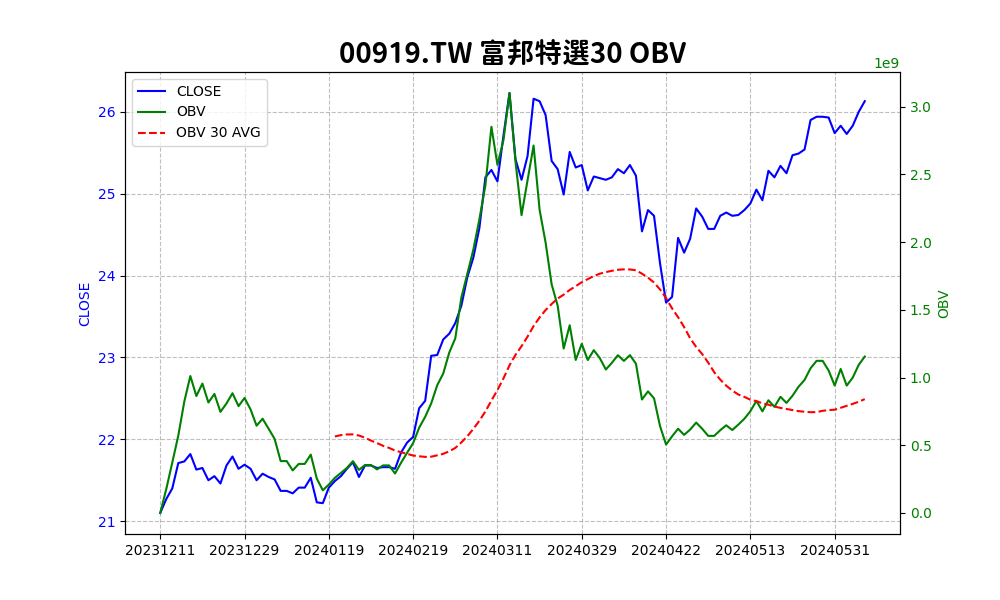 00919.TW 富邦特選30 OBV
1e9
CLOSE
OBV
OBV 30 AVG
26
25
24
23
22
21
CLOSE
3.0
2.5
2.0
1.5
1.0
0.5
0.0
OBV
20231211 20231229 20240119 20240219 20240311 20240329 20240422 20240513 20240531